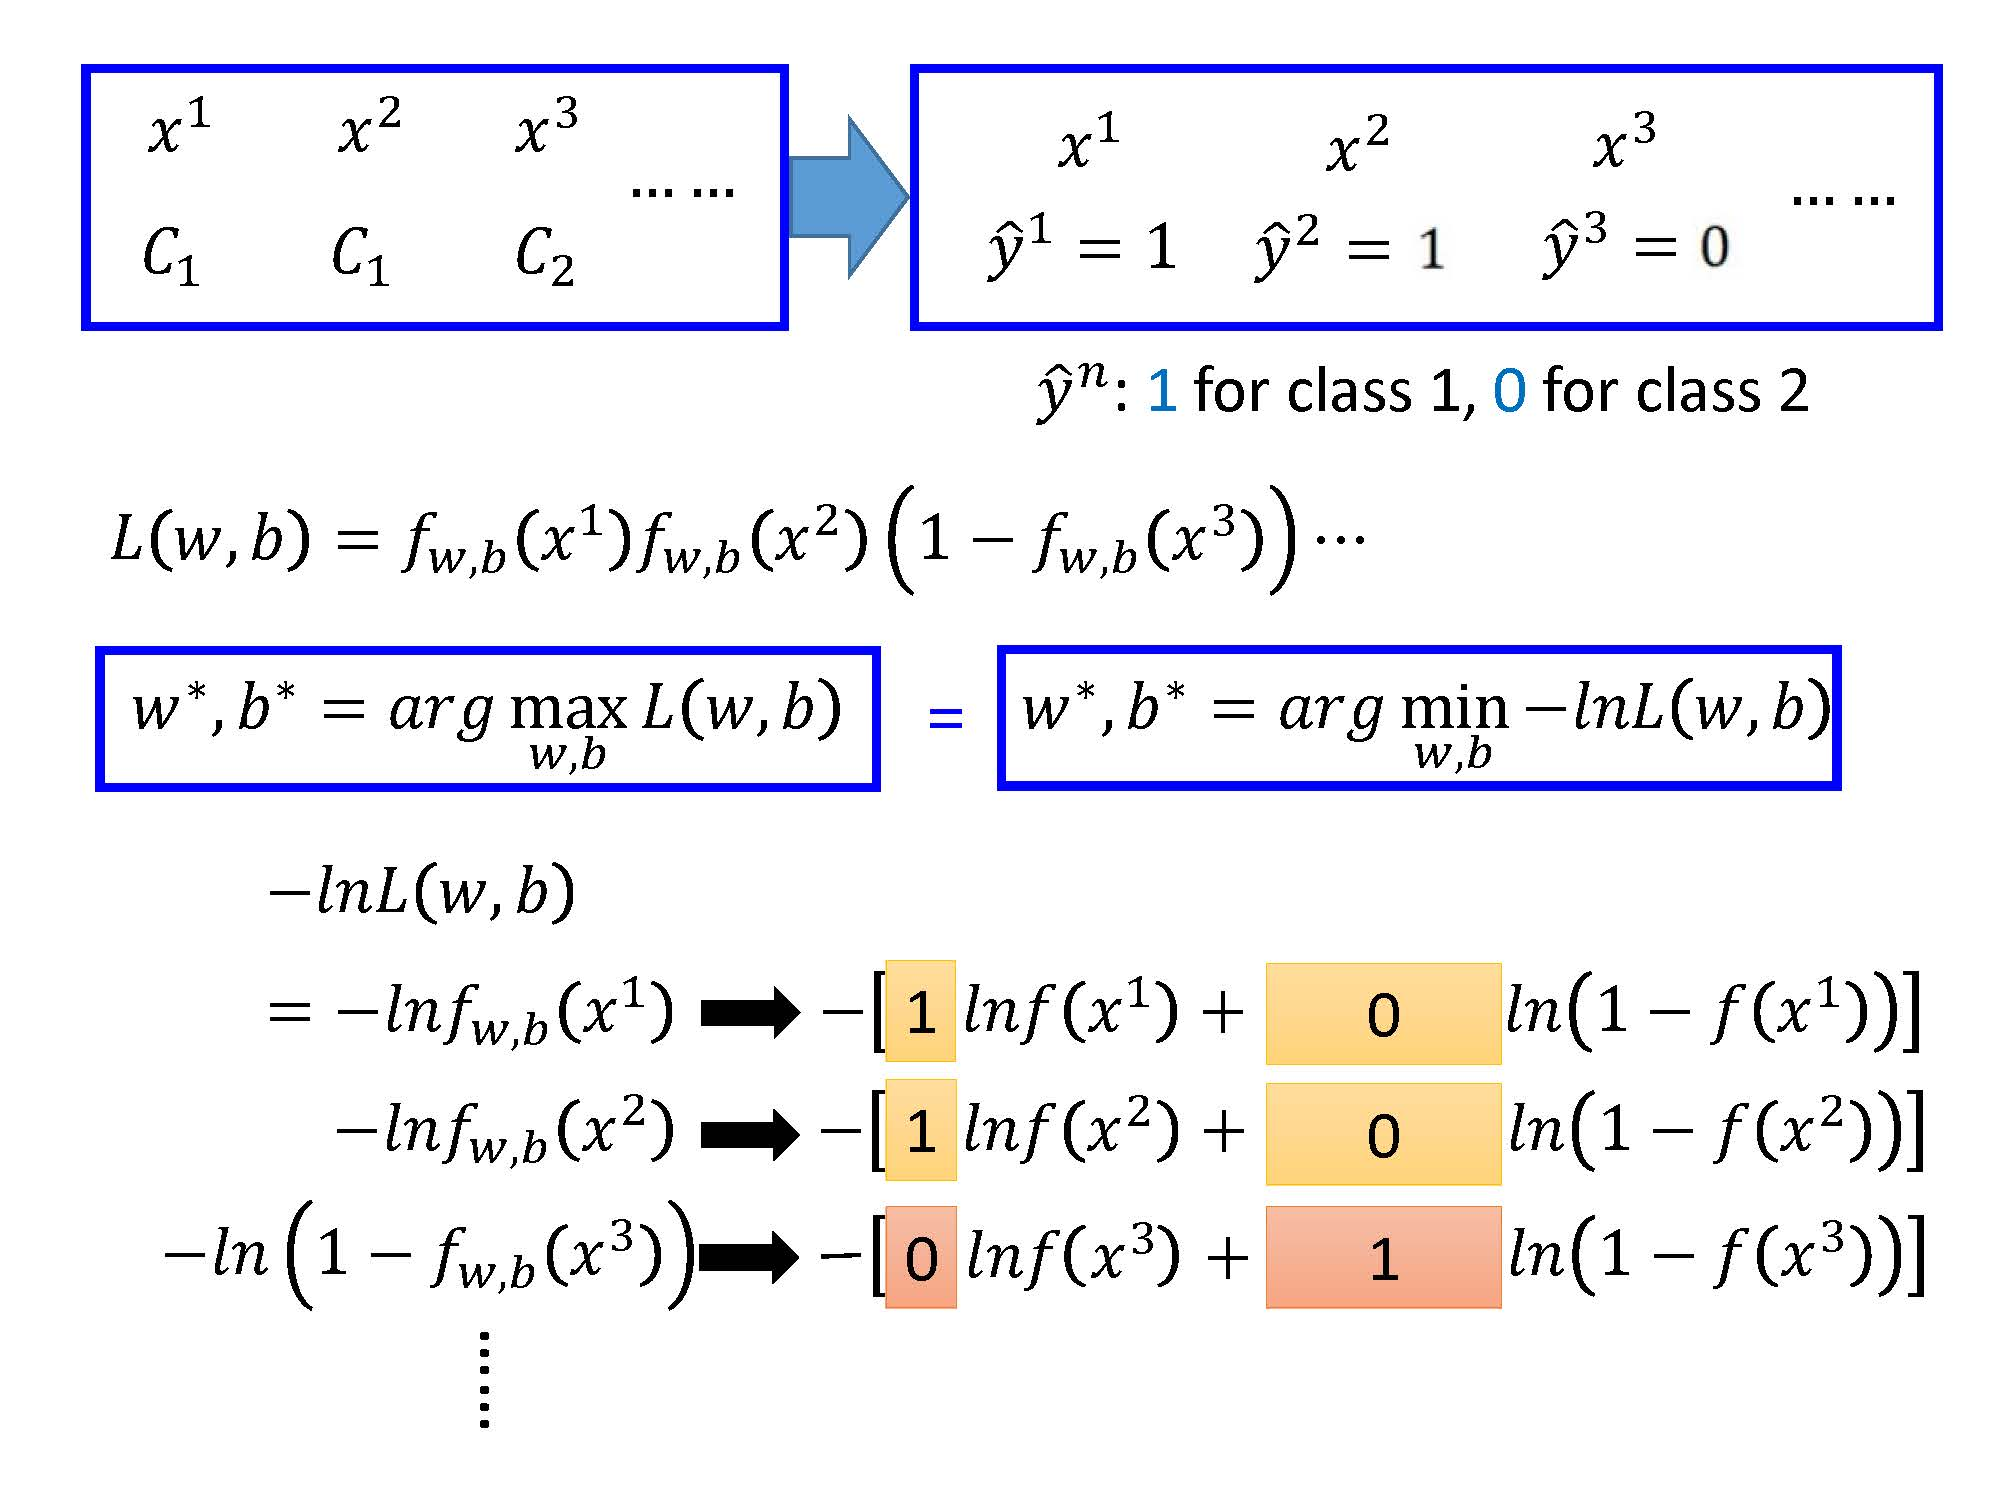 x¹ x² x³ …… 
C₁ C₁ C₂
x¹ x² x³ ……
ŷ¹ = 1 ŷ² = 1 ŷ³ = 0
ŷⁿ: 1 for class 1, 0 for class 2
L(w, b) = f_{w,b}(x¹)f_{w,b}(x²)(1 − f_{w,b}(x³)) ⋯
w*, b* = arg max_{w,b} L(w, b) = w*, b* = arg min_{w,b} −lnL(w, b)
−lnL(w, b)
= −lnf_{w,b}(x¹) −[1 lnf(x¹) + 0 ln(1 − f(x¹))]
−lnf_{w,b}(x²) −[1 lnf(x²) + 0 ln(1 − f(x²))]
−ln(1 − f_{w,b}(x³)) −[0 lnf(x³) + 1 ln(1 − f(x³))]
⋮